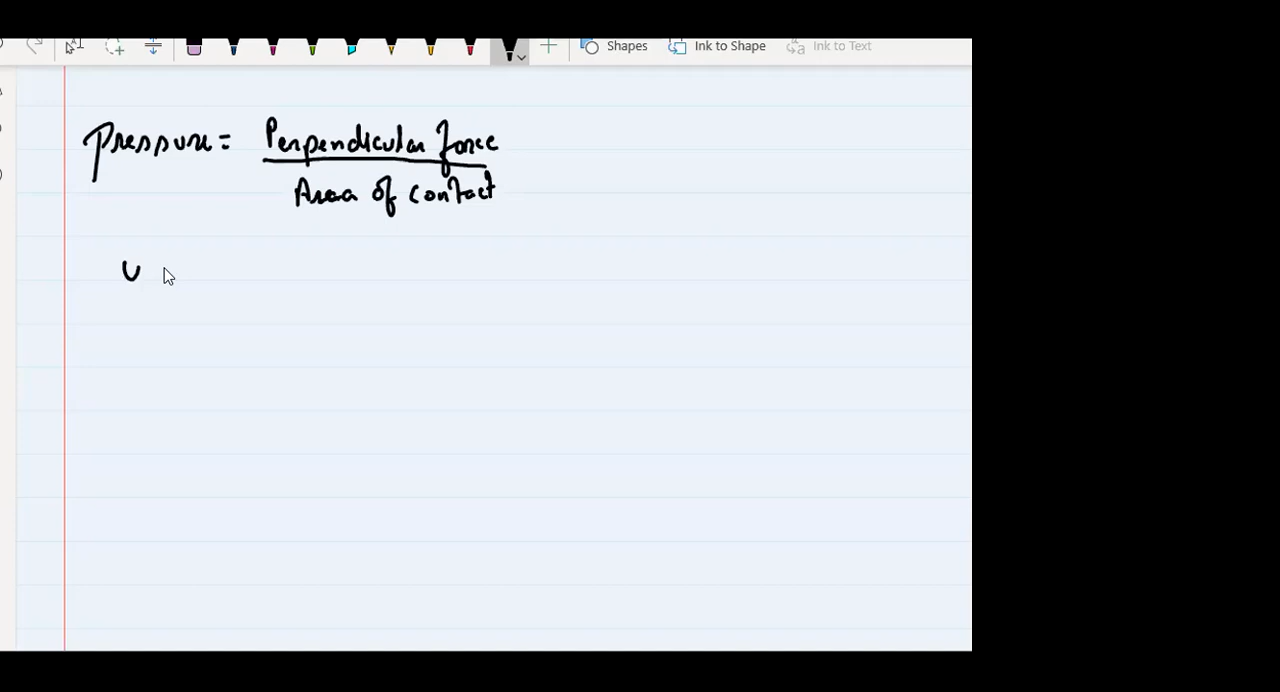 Shapes Ink to Shape Ink to Text
Pressure = Perpendicular force
Area of contact
U